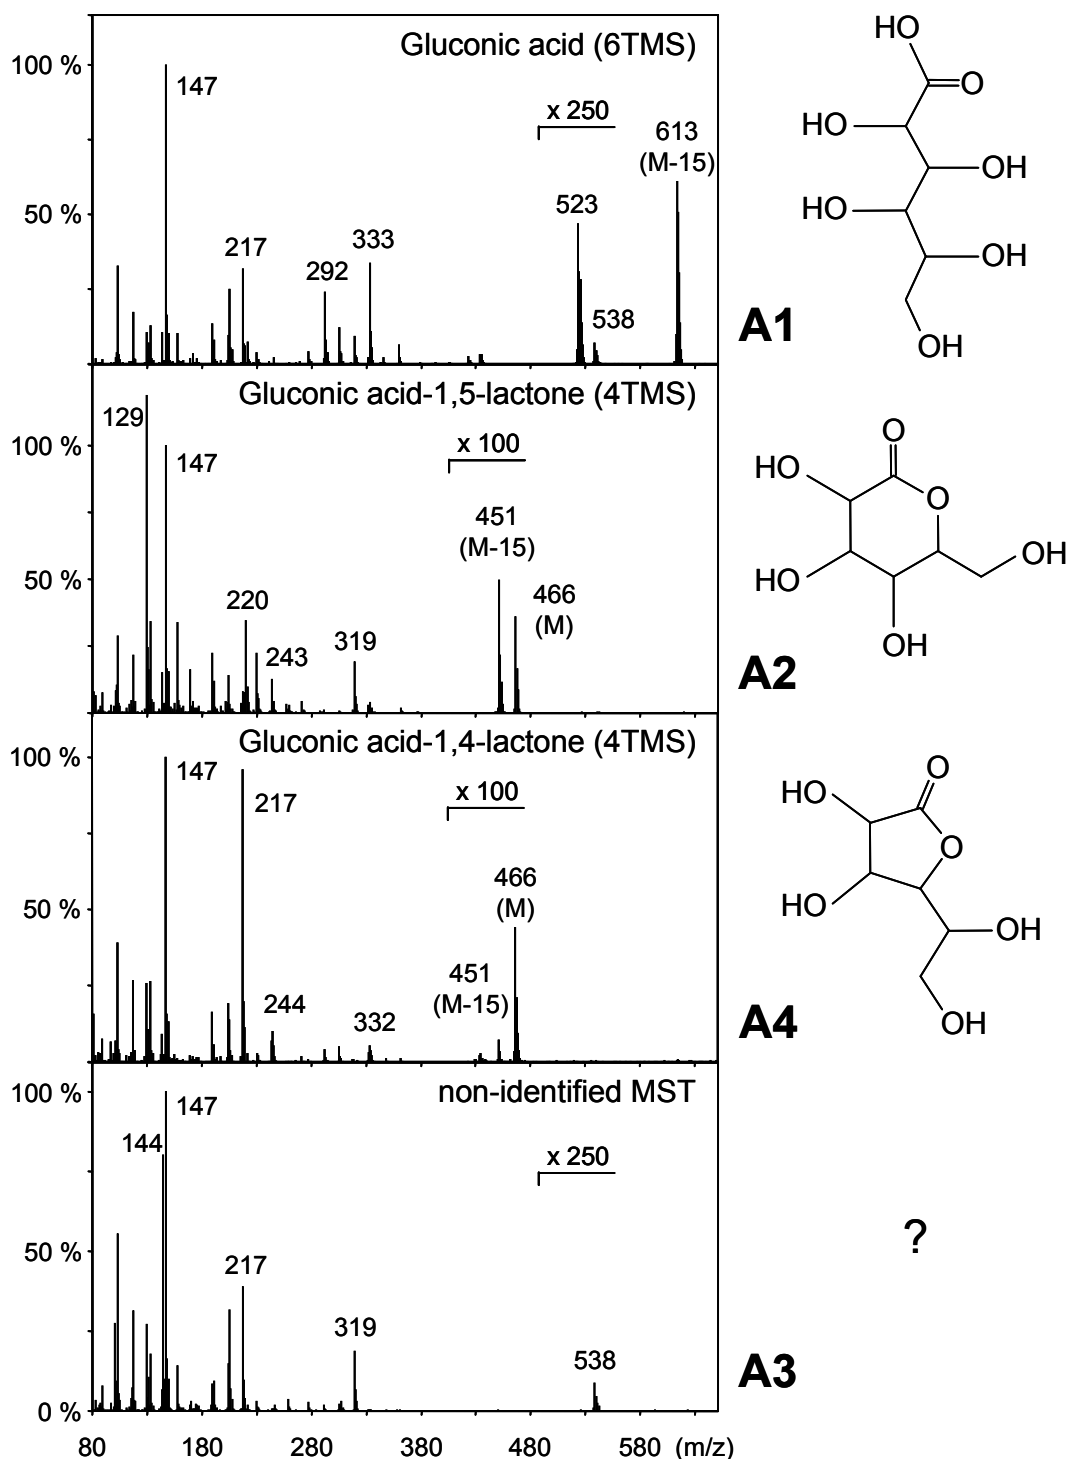 Gluconic acid (6TMS)
100 %
147
x 250
613
(M-15)
50 %
523
217
333
292
538
HO
O
HO
OH
HO
OH
OH
A1
Gluconic acid-1,5-lactone (4TMS)
129
100 %
147
x 100
451
(M-15)
50 %
466
(M)
220
243
319
O
HO
O
HO
OH
OH
A2
Gluconic acid-1,4-lactone (4TMS)
100 %
147
217
x 100
466
(M)
50 %
451
(M-15)
244
332
O
HO
O
HO
OH
OH
A4
non-identified MST
100 %
147
144
x 250
50 %
217
319
538
?
A3
0 %
80 180 280 380 480 580 (m/z)